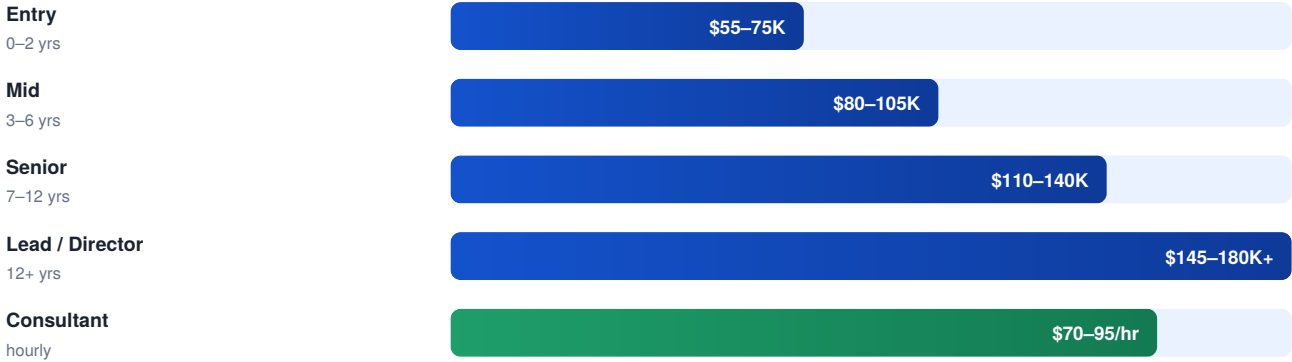 Entry
0–2 yrs
$55–75K
Mid
3–6 yrs
$80–105K
Senior
7–12 yrs
$110–140K
Lead / Director
12+ yrs
$145–180K+
Consultant
hourly
$70–95/hr